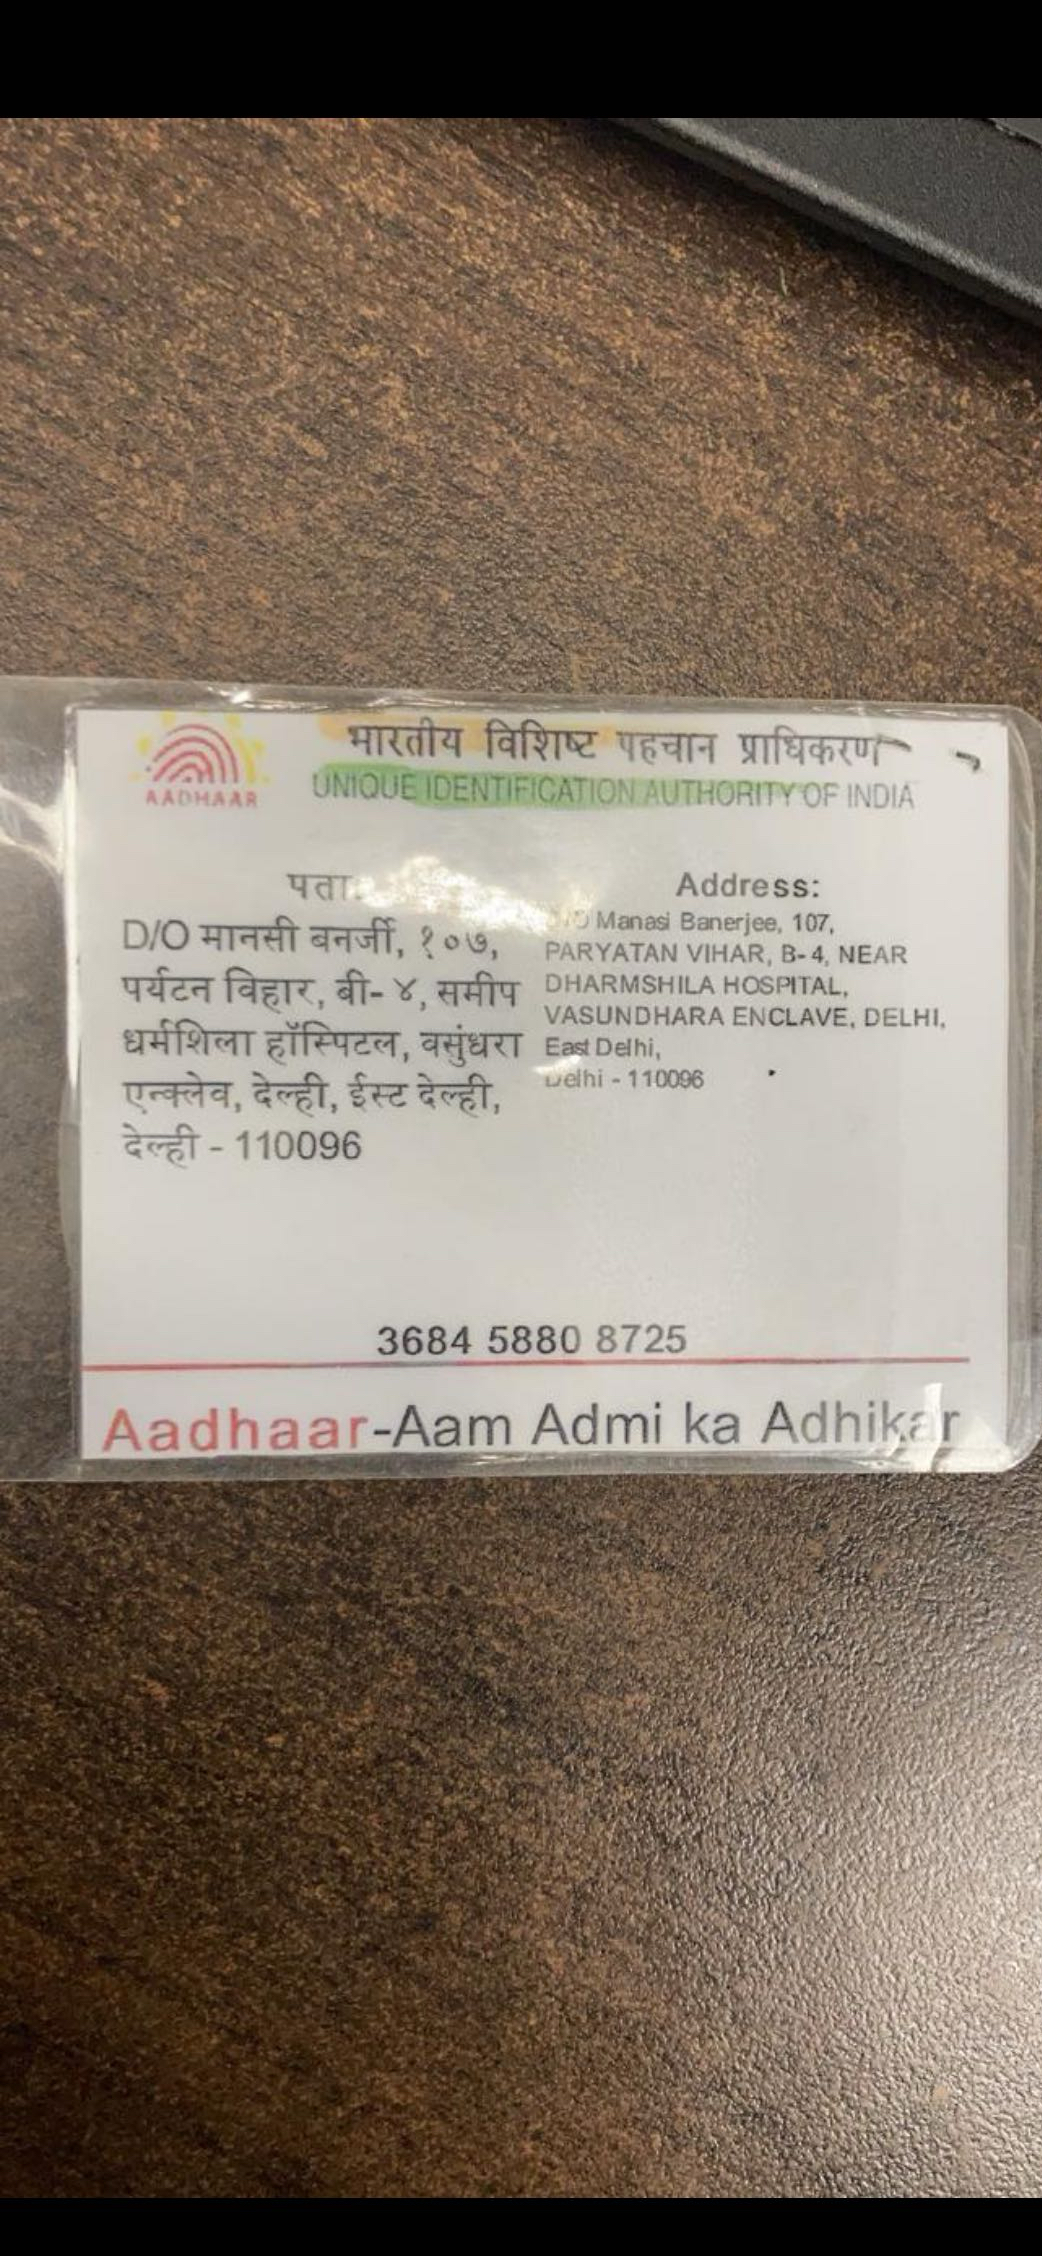 AADHAAR
भारतीय विशिष्ट पहचान प्राधिकरण
UNIQUE IDENTIFICATION AUTHORITY OF INDIA
पता
D/O मानसी बनर्जी, १०७,
पर्यटन विहार, बी- ४, समीप
धर्मशिला हॉस्पिटल, वसुंधरा
एन्क्लेव, देल्ही, ईस्ट देल्ही,
देल्ही - 110096
Address:
Manasi Banerjee, 107,
PARYATAN VIHAR, B- 4, NEAR
DHARMSHILA HOSPITAL,
VASUNDHARA ENCLAVE, DELHI,
East Delhi,
Delhi - 110096
3684 5880 8725
Aadhaar-Aam Admi ka Adhikar